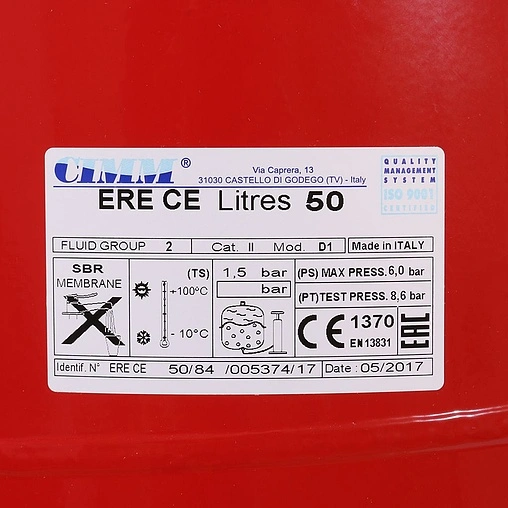 CIMM®
Via Caprera, 13
31030 CASTELLO DI GODEGO (TV) - Italy
QUALITY
MANAGEMENT
SYSTEM
ISO 9001
CERTIFIED
ERE CE Litres 50
FLUID GROUP 2 Cat. II Mod. D1 Made in ITALY
SBR
MEMBRANE
(TS)
+100°C
-10°C
1,5 bar
bar
(PS) MAX PRESS. 6,0 bar
(PT) TEST PRESS. 8,6 bar
CE 1370
EN 13831
EAC
Identif. N° ERE CE 50/84 /005374/17 Date : 05/2017